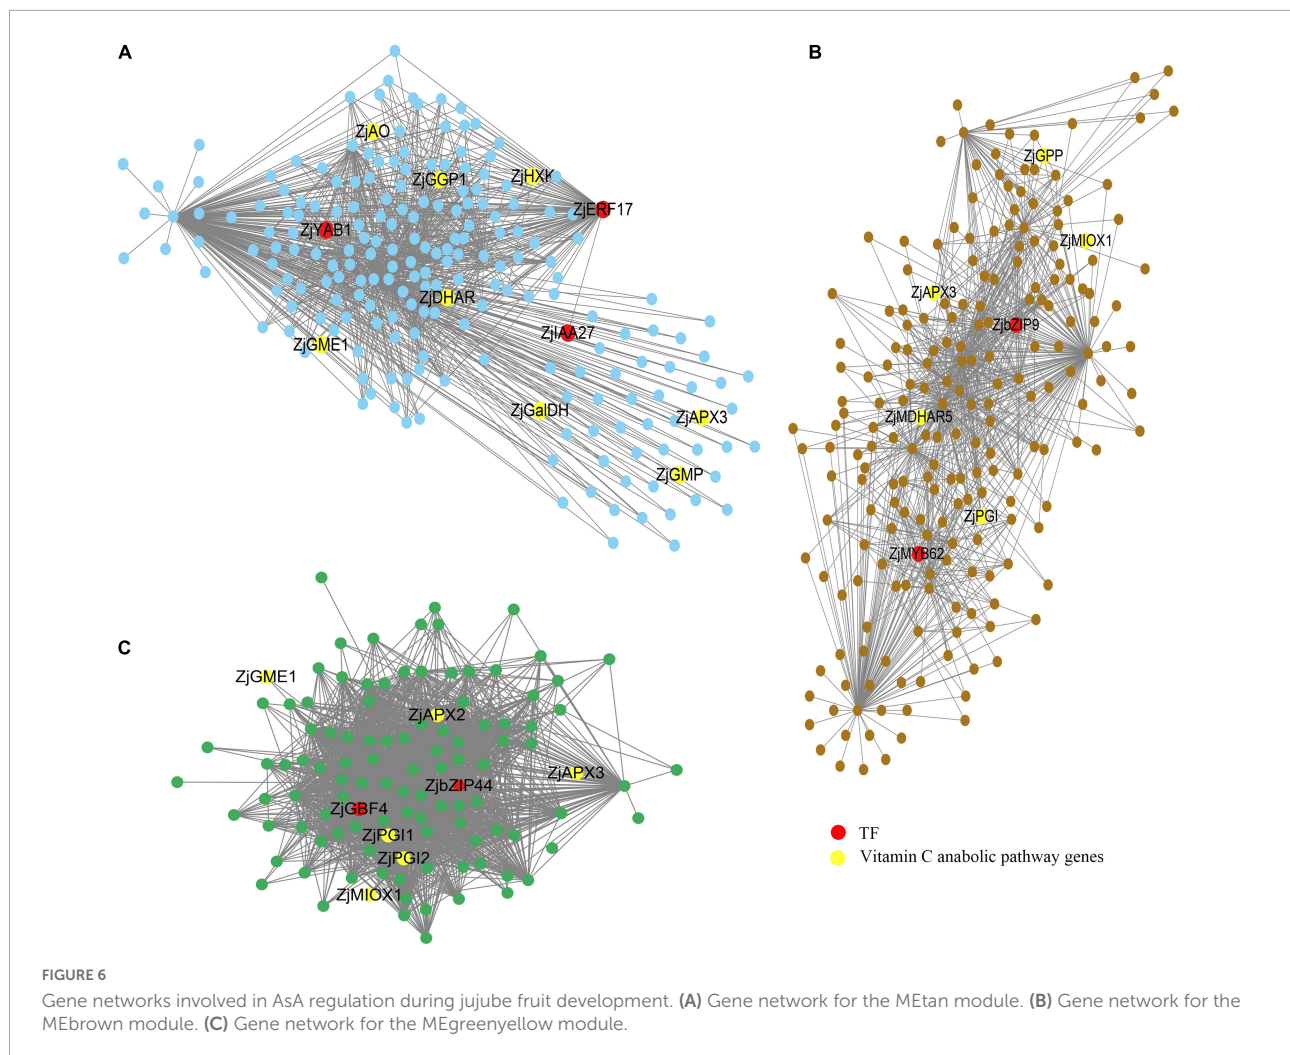 A
ZjAO
ZjGGP1
ZjHXK
ZjERF17
ZjYAB1
ZjDHAR
ZjIAA27
ZjGME1
ZjGalDH
ZjAPX3
ZjGMP
B
ZjGPP
ZjMIOX1
ZjAPX3
ZjbZIP9
ZjMDHAR5
ZjPGI
ZjMYB62
C
ZjGME1
ZjAPX2
ZjAPX3
ZjbZIP44
ZjGBF4
ZjPGI1
ZjPGI2
ZjMIOX1
TF
Vitamin C anabolic pathway genes
FIGURE 6
Gene networks involved in AsA regulation during jujube fruit development. (A) Gene network for the MEtan module. (B) Gene network for the
MEbrown module. (C) Gene network for the MEgreenyellow module.